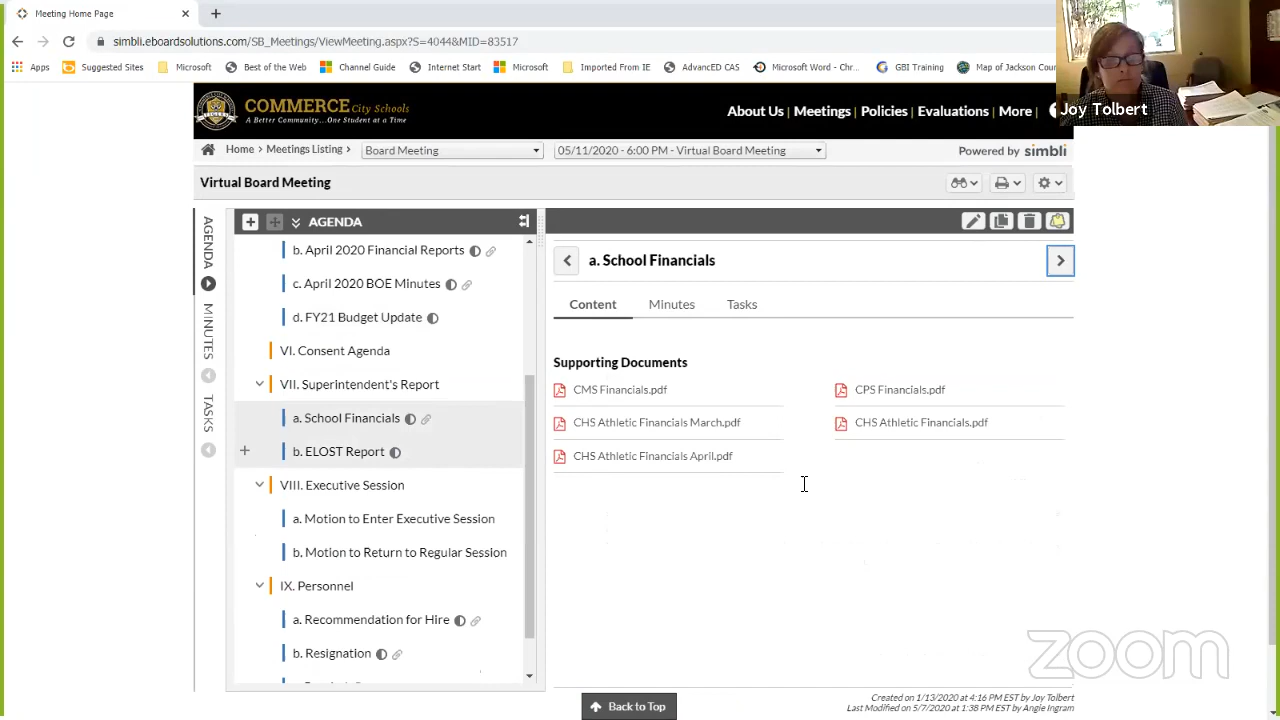 Meeting Home Page
simbli.eboardsolutions.com/SB_Meetings/ViewMeeting.aspx?S=4044&MID=83517
Apps Suggested Sites Microsoft Best of the Web Channel Guide Internet Start Microsoft Imported From IE AdvancED CAS Microsoft Word - Chr... GBI Training Map of Jackson Coun
Joy Tolbert
COMMERCE City Schools
A Better Community...One Student at a Time
About Us | Meetings | Policies | Evaluations | More |
Home > Meetings Listing > Board Meeting 05/11/2020 - 6:00 PM - Virtual Board Meeting Powered by simbli
Virtual Board Meeting
AGENDA
MINUTES
TASKS
AGENDA
b. April 2020 Financial Reports
c. April 2020 BOE Minutes
d. FY21 Budget Update
VI. Consent Agenda
VII. Superintendent's Report
a. School Financials
b. ELOST Report
VIII. Executive Session
a. Motion to Enter Executive Session
b. Motion to Return to Regular Session
IX. Personnel
a. Recommendation for Hire
b. Resignation
a. School Financials
Content Minutes Tasks
Supporting Documents
CMS Financials.pdf CPS Financials.pdf
CHS Athletic Financials March.pdf CHS Athletic Financials.pdf
CHS Athletic Financials April.pdf
zoom
Back to Top
Created on 1/13/2020 at 4:16 PM EST by Joy Tolbert
Last Modified on 5/7/2020 at 1:38 PM EST by Angie Ingram